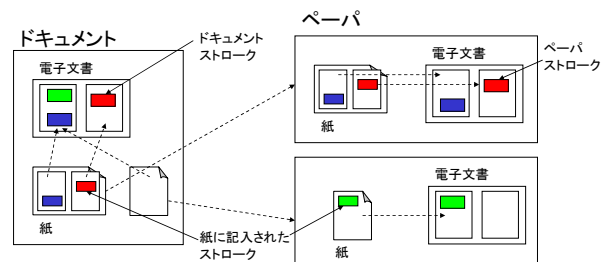 ドキュメント
電子文書
ドキュメント
ストローク
紙
紙に記入された
ストローク
ペーパ
電子文書
ペーパ
ストローク
紙
電子文書
紙